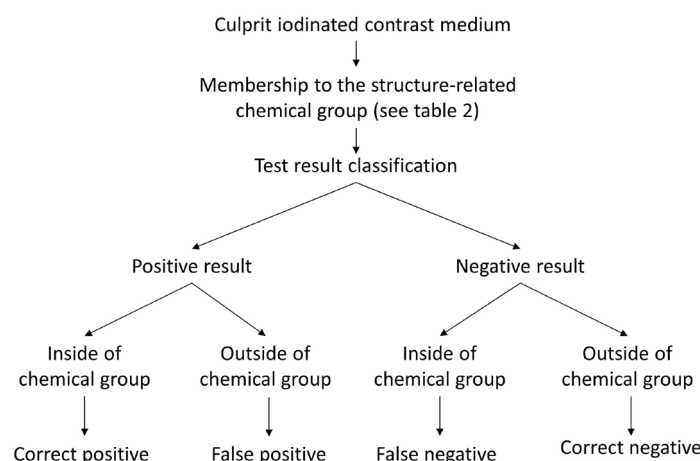 Culprit iodinated contrast medium
Membership to the structure-related
chemical group (see table 2)
Test result classification
Positive result
Negative result
Inside of
chemical group
Outside of
chemical group
Inside of
chemical group
Outside of
chemical group
Correct positive
False positive
False negative
Correct negative